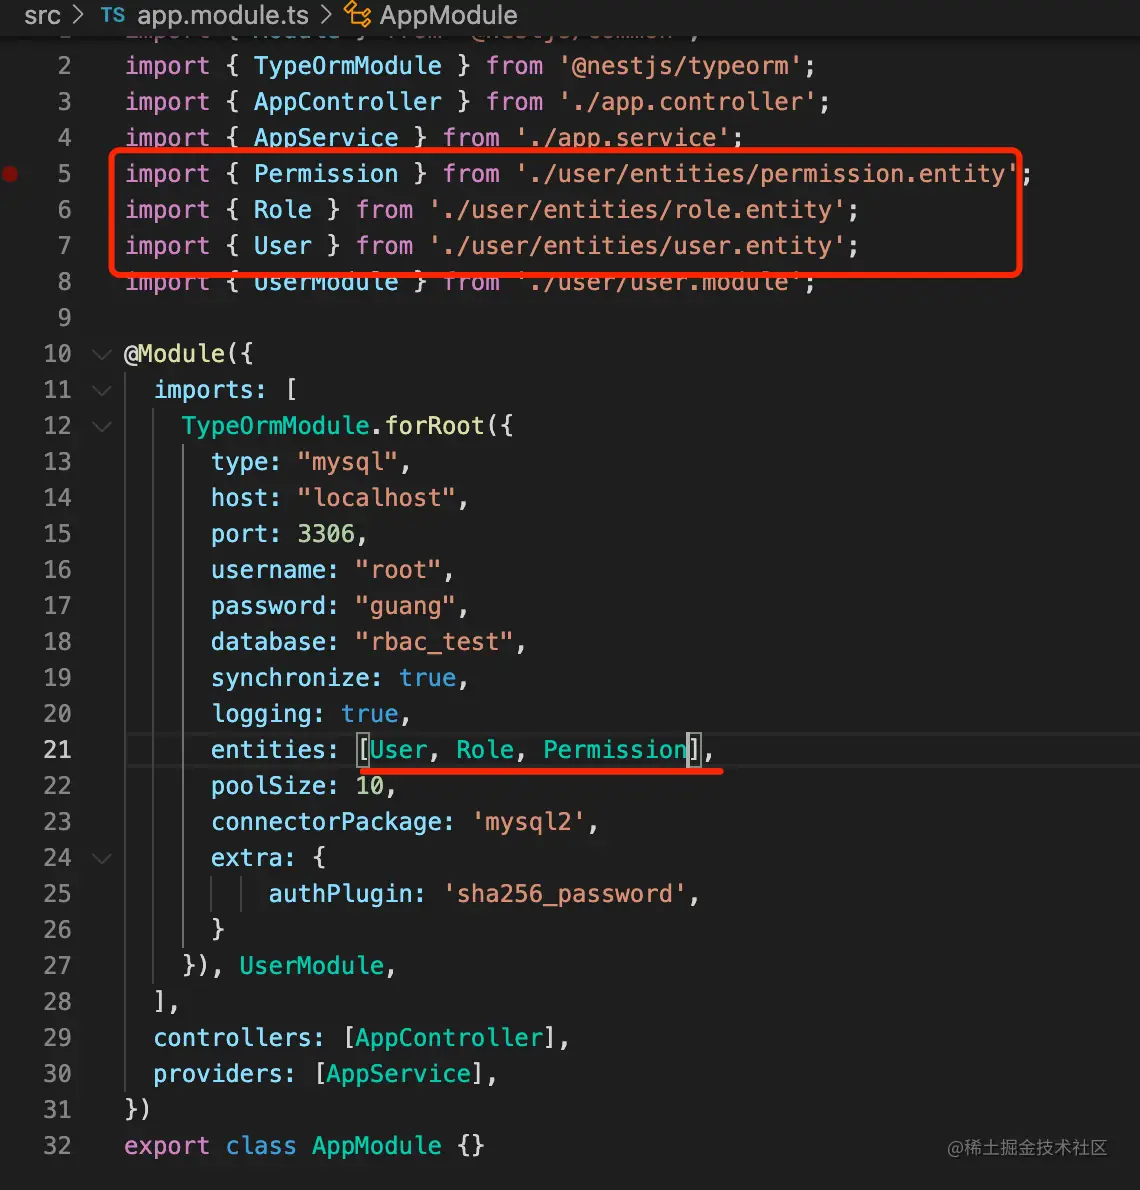 src > TS app.module.ts > AppModule
import { Module } from '@nestjs/common';
2 import { TypeOrmModule } from '@nestjs/typeorm';
3 import { AppController } from './app.controller';
4 import { AppService } from './app.service';
5 import { Permission } from './user/entities/permission.entity';
6 import { Role } from './user/entities/role.entity';
7 import { User } from './user/entities/user.entity';
8 import { UserModule } from './user/user.module';
9
10 @Module({
11 imports: [
12 TypeOrmModule.forRoot({
13 type: "mysql",
14 host: "localhost",
15 port: 3306,
16 username: "root",
17 password: "guang",
18 database: "rbac_test",
19 synchronize: true,
20 logging: true,
21 entities: [User, Role, Permission],
22 poolSize: 10,
23 connectorPackage: 'mysql2',
24 extra: {
25 authPlugin: 'sha256_password',
26 }
27 }), UserModule,
28 ],
29 controllers: [AppController],
30 providers: [AppService],
31 })
32 export class AppModule {}
@稀土掘金技术社区